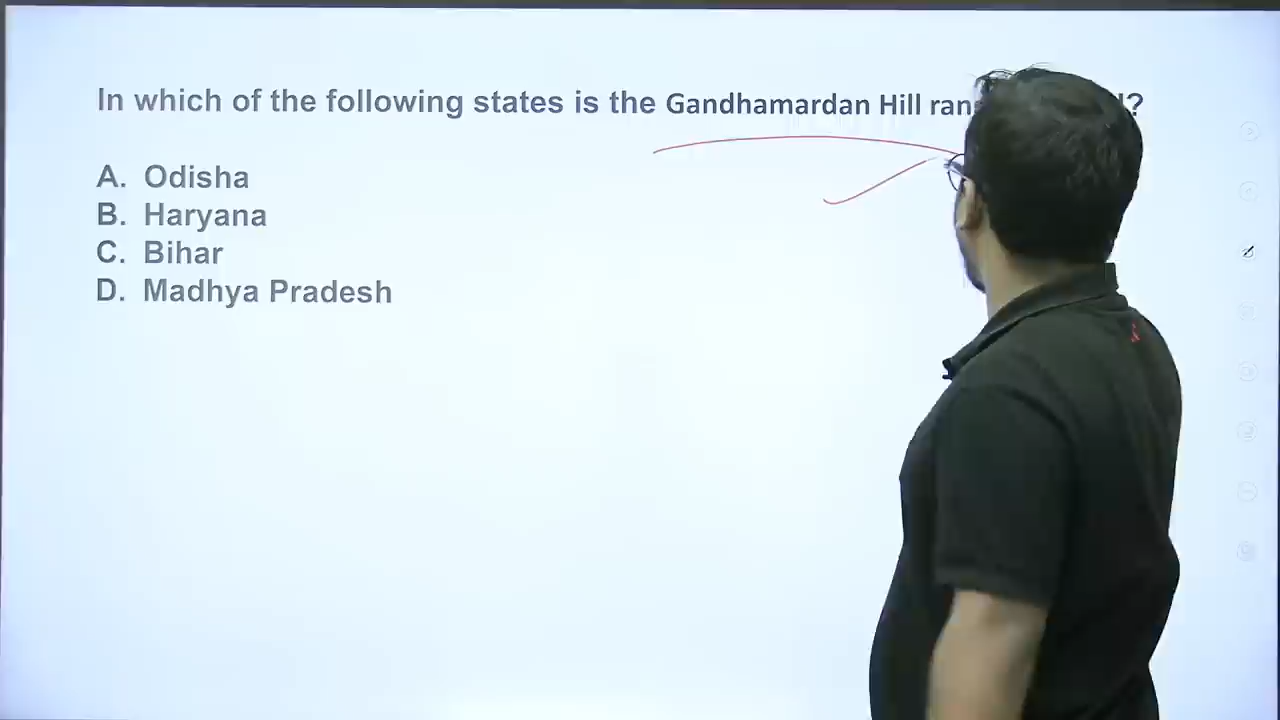 In which of the following states is the Gandhamardan Hill ran ?
A. Odisha
B. Haryana
C. Bihar
D. Madhya Pradesh